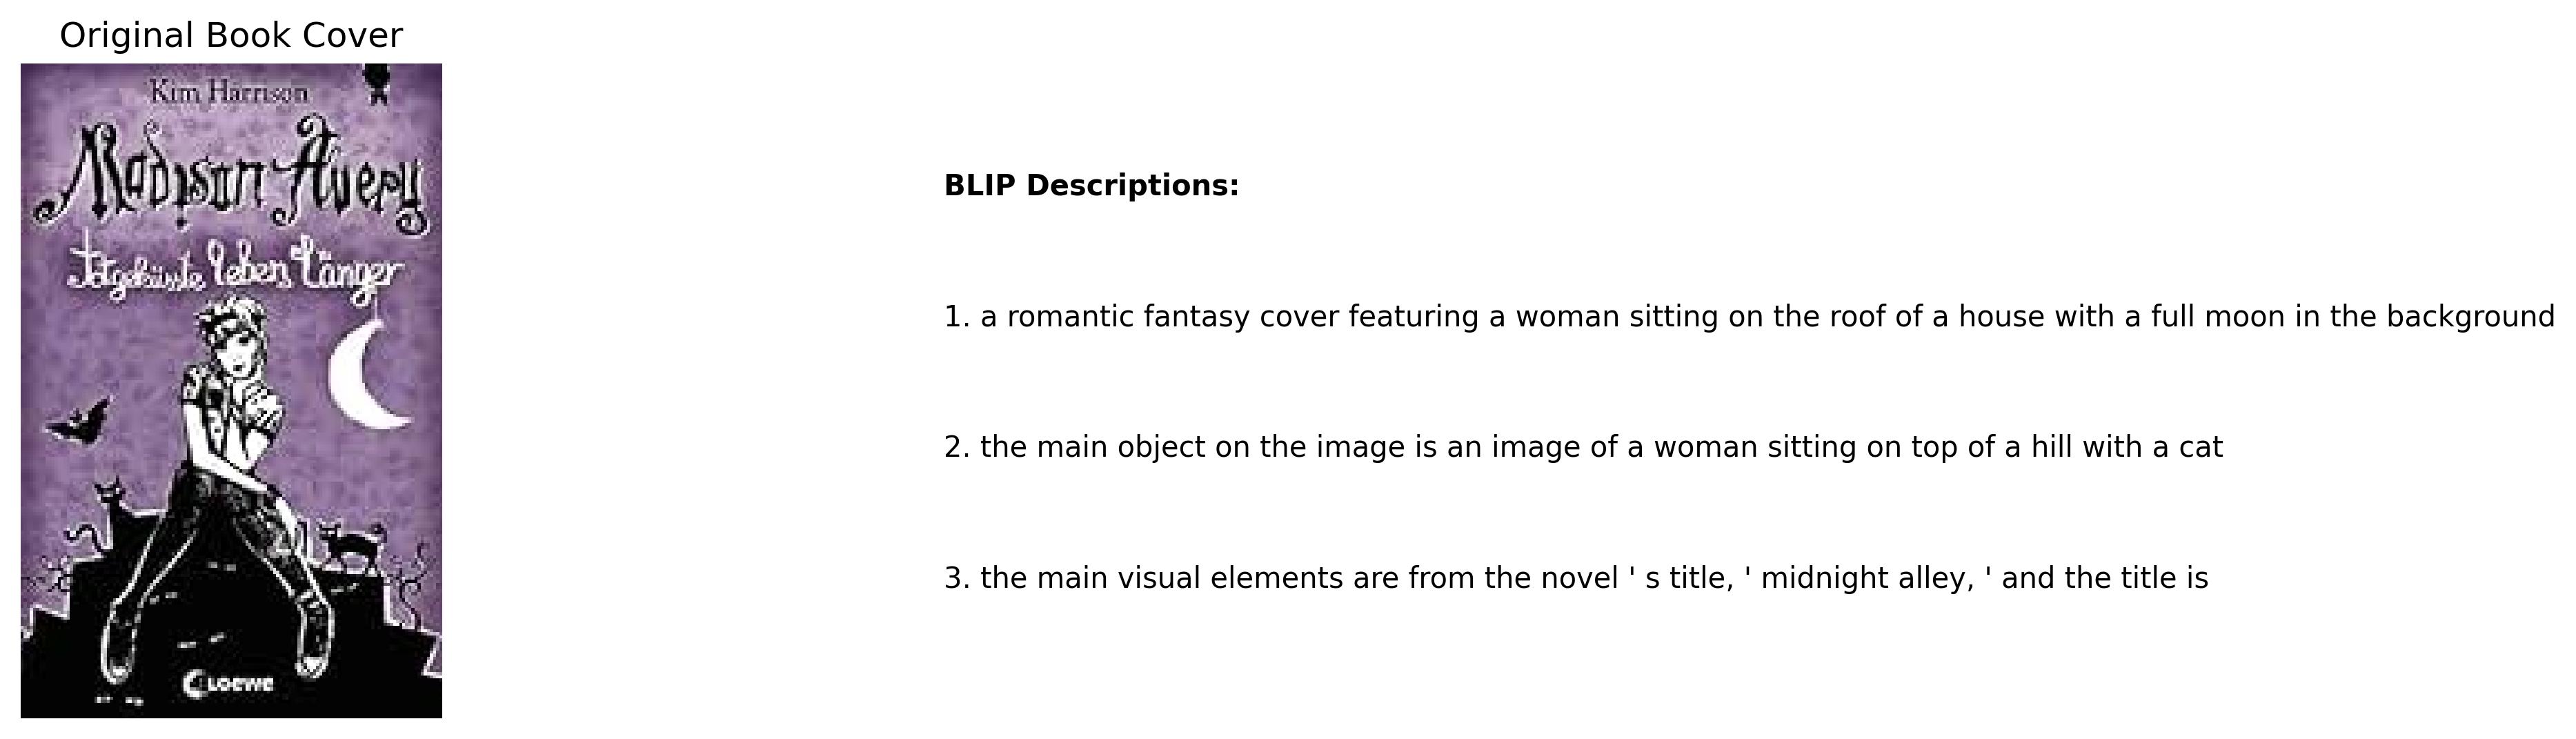 Original Book Cover
Kim Harrison
Madison Avery
Totgeküsste leben länger
LOEWE
BLIP Descriptions:
1. a romantic fantasy cover featuring a woman sitting on the roof of a house with a full moon in the background
2. the main object on the image is an image of a woman sitting on top of a hill with a cat
3. the main visual elements are from the novel ' s title, ' midnight alley, ' and the title is